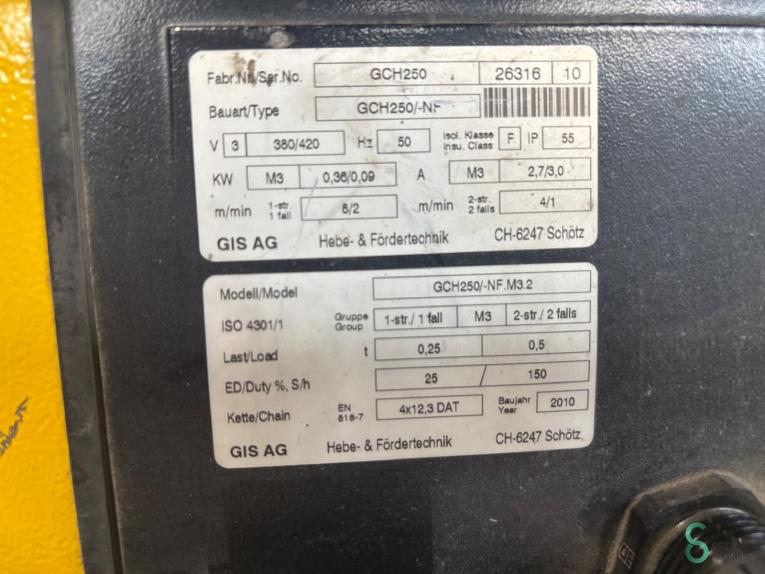 Fabr.Nr./Ser.No. GCH250 26316 10
Bauart/Type GCH250/-NF
V 3 380/420 Hz 50 Isol. Klasse Insu. Class F IP 55
KW M3 0,36/0,09 A M3 2,7/3,0
m/min 1-str. 1 fall 8/2 m/min 2-str. 2 falls 4/1
GIS AG Hebe- & Fördertechnik CH-6247 Schötz
Modell/Model GCH250/-NF.M3.2
ISO 4301/1 Gruppe Group 1-str./ 1 fall M3 2-str./ 2 falls
Last/Load t 0,25 0,5
ED/Duty %, S/h 25 / 150
Kette/Chain EN 818-7 4x12,3 DAT Baujahr Year 2010
GIS AG Hebe- & Fördertechnik CH-6247 Schötz